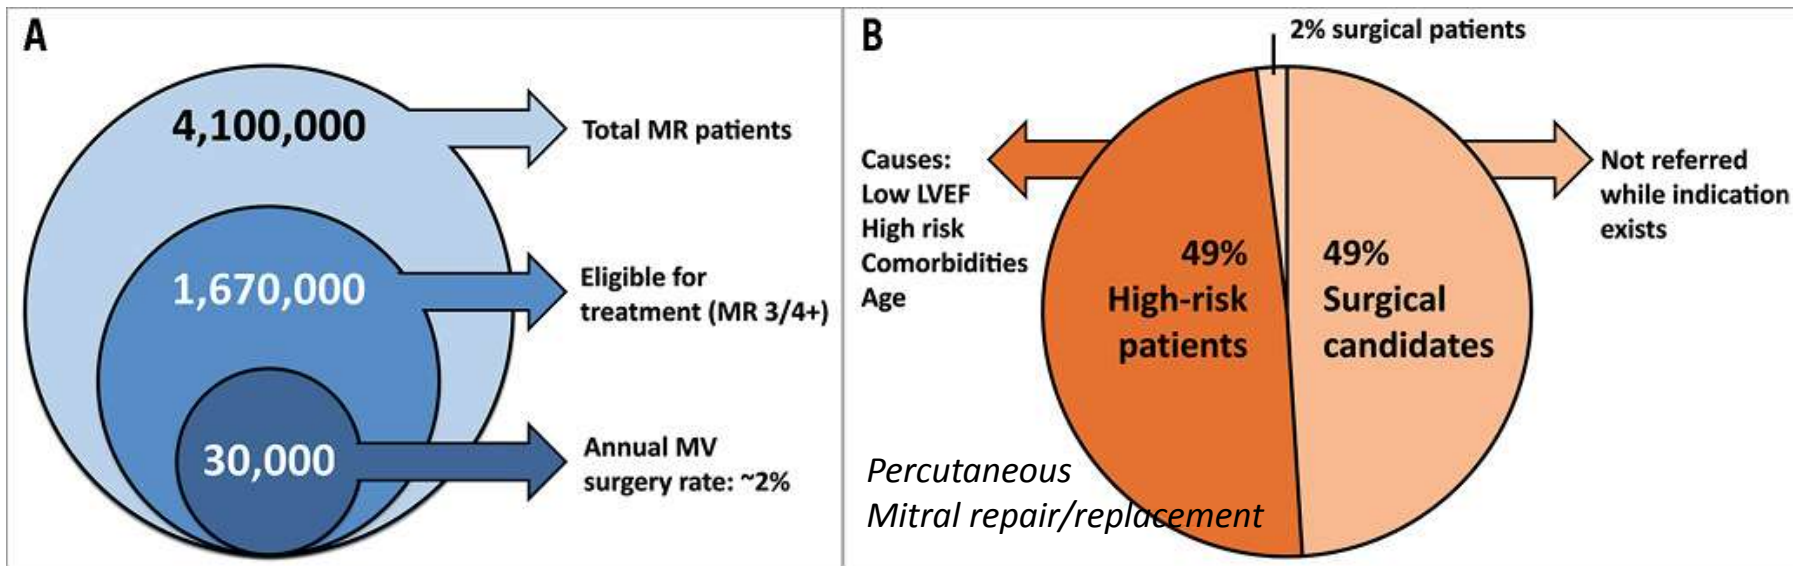 A
4,100,000
Total MR patients
1,670,000
Eligible for
treatment (MR 3/4+)
30,000
Annual MV
surgery rate: ~2%
B
2% surgical patients
Causes:
Low LVEF
High risk
Comorbidities
Age
49%
High-risk
patients
49%
Surgical
candidates
Not referred
while indication
exists
Percutaneous
Mitral repair/replacement